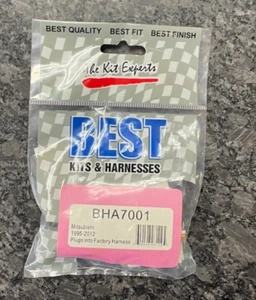 BEST QUALITY BEST FIT BEST FINISH
The Kit Experts
BEST
KITS & HARNESSES
BHA7001
Mitsubishi
1995-2012
Plugs into Factory Harness